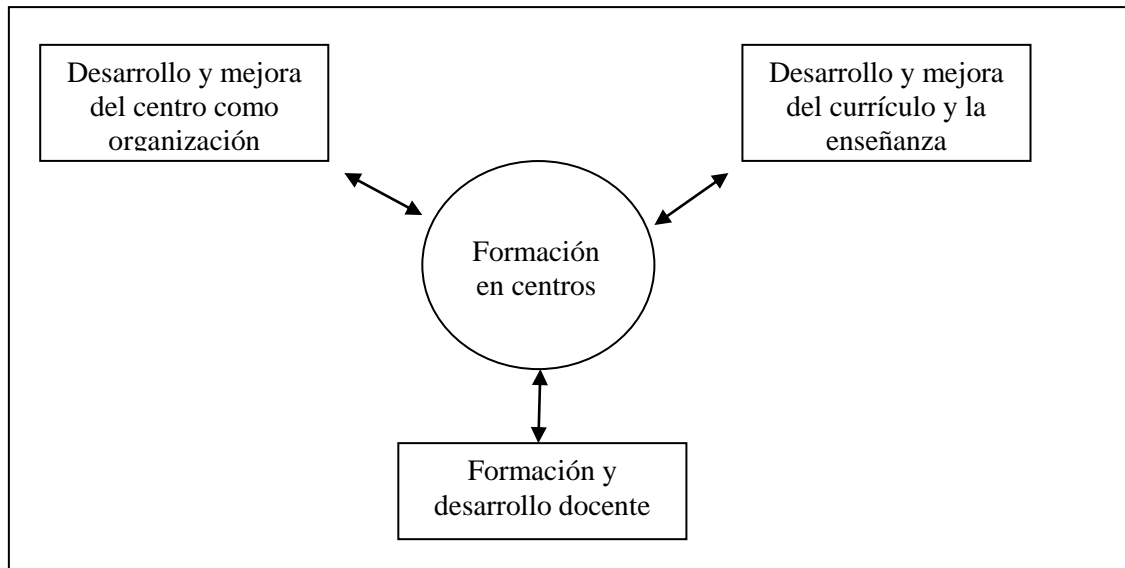 Desarrollo y mejora
del centro como
organización
Desarrollo y mejora
del currículo y la
enseñanza
Formación
en centros
Formación y
desarrollo docente